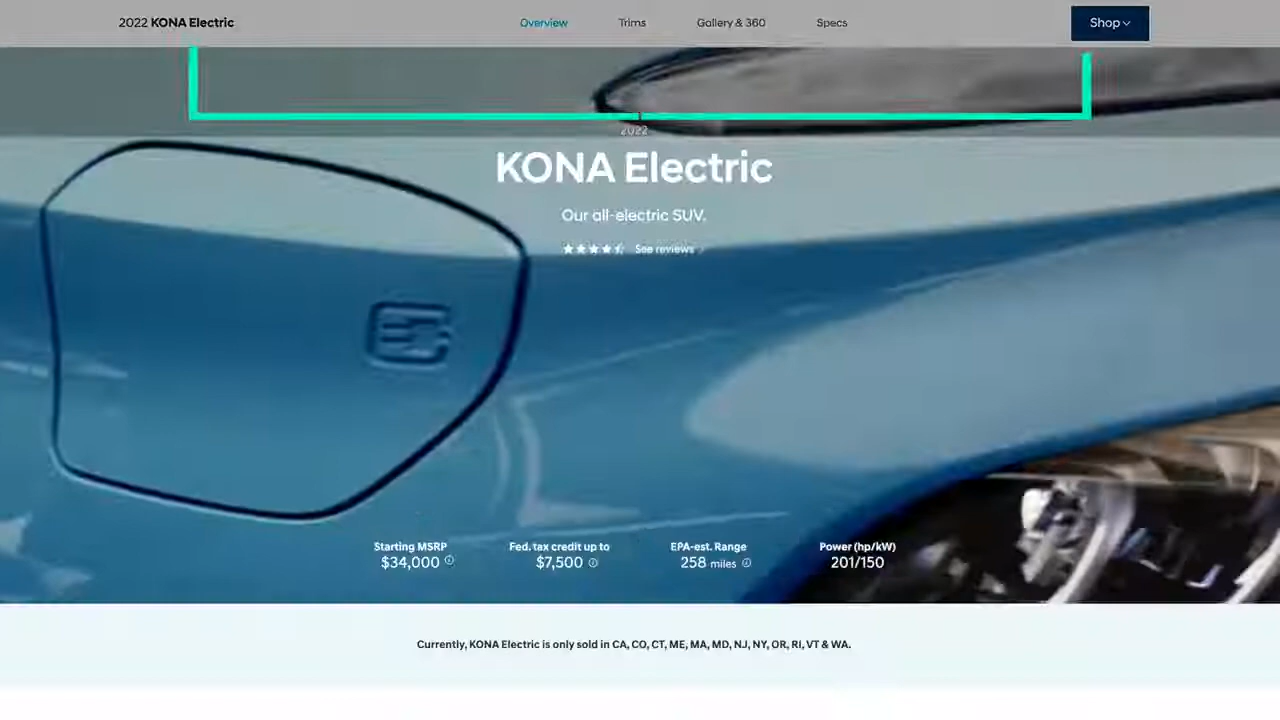 2022 KONA Electric
Overview
Trims
Gallery & 360
Specs
Shop
2022
KONA Electric
Our all-electric SUV.
See reviews
Starting MSRP
$34,000
Fed. tax credit up to
$7,500
EPA-est. Range
258 miles
Power (hp/kW)
201/150
Currently, KONA Electric is only sold in CA, CO, CT, ME, MA, MD, NJ, NY, OR, RI, VT & WA.